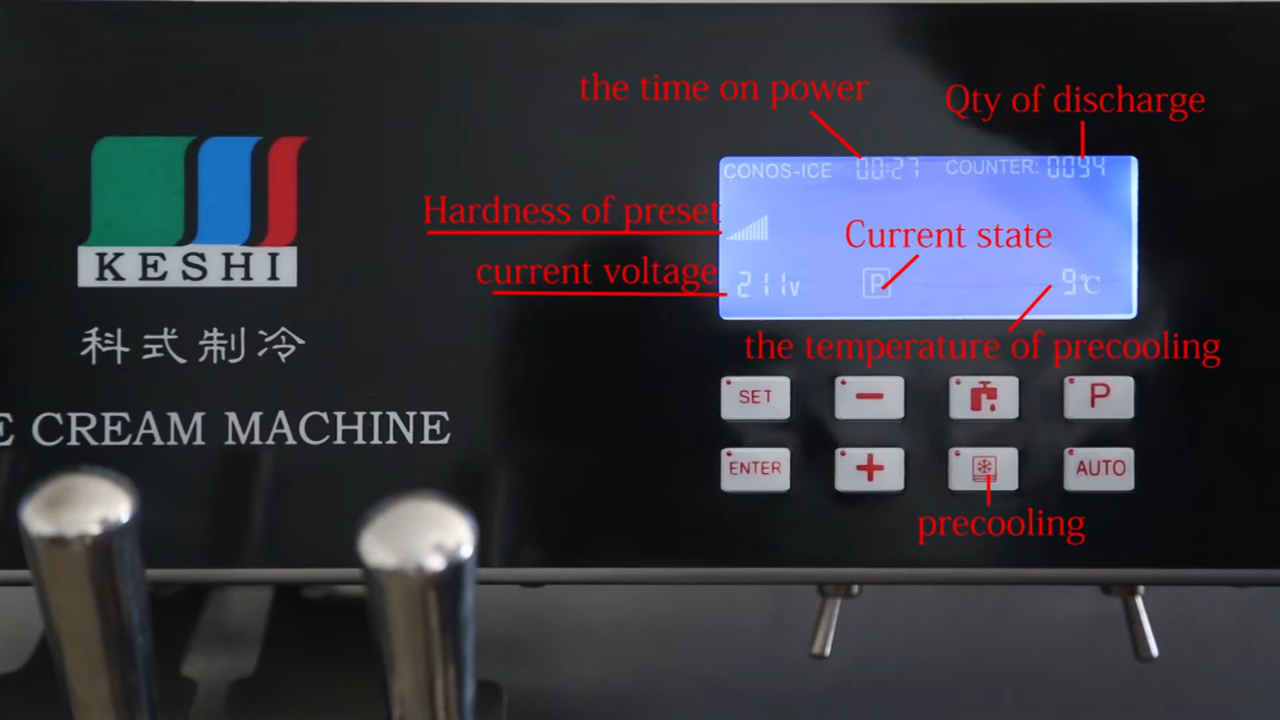 the time on power
Qty of discharge
CONOS-ICE 00:27 COUNTER: 0094
Hardness of preset
Current state
current voltage
211v P 9℃
the temperature of precooling
KESHI
科式制冷
E CREAM MACHINE
SET
P
ENTER
AUTO
precooling